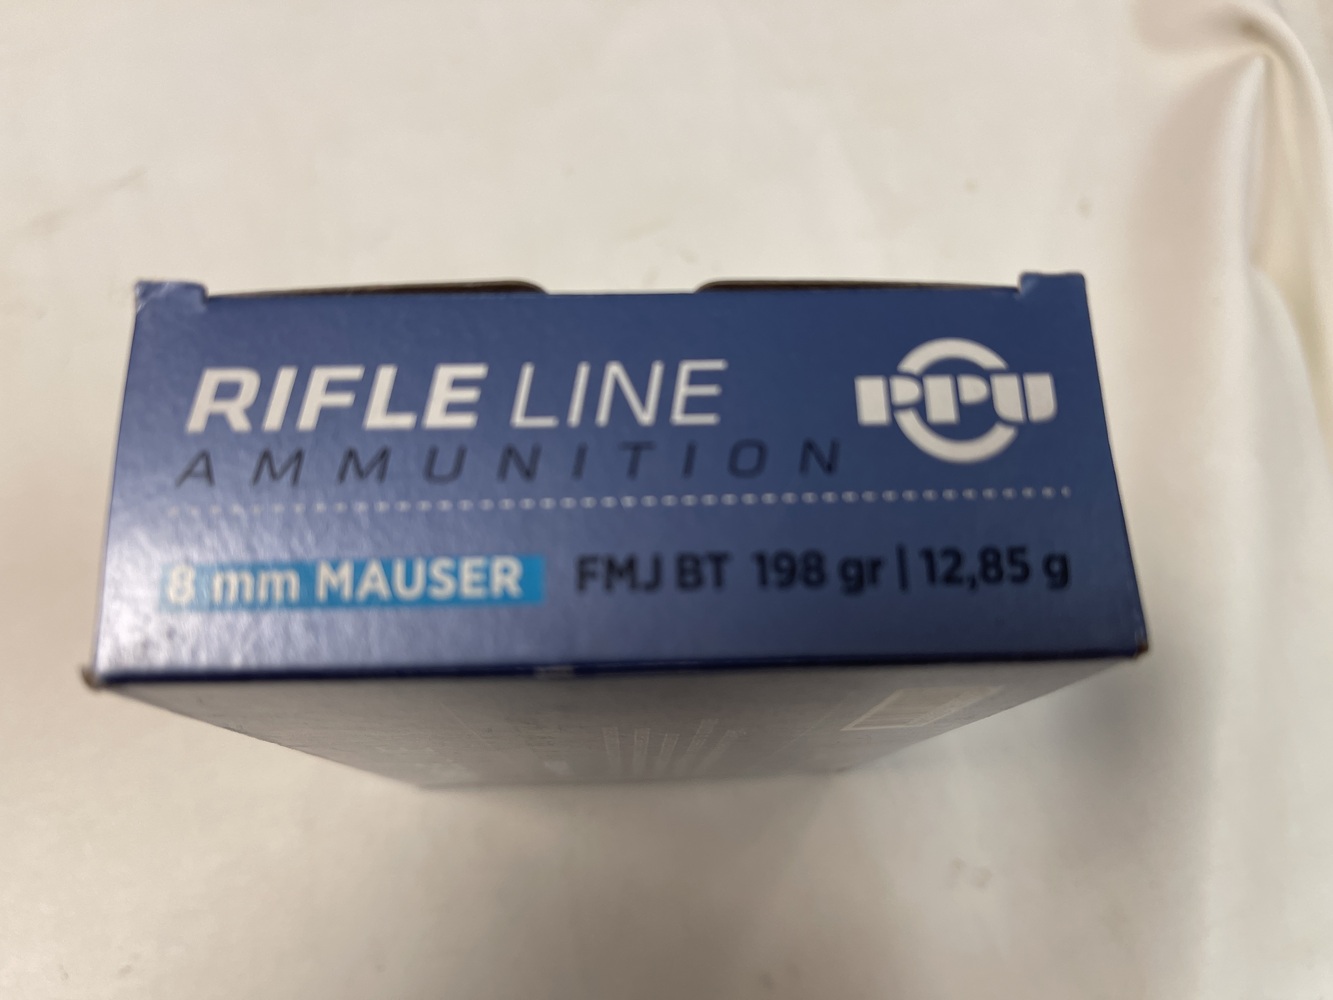 RIFLE LINE
PPU
AMMUNITION
8 mm MAUSER FMJ BT 198 gr | 12,85 g